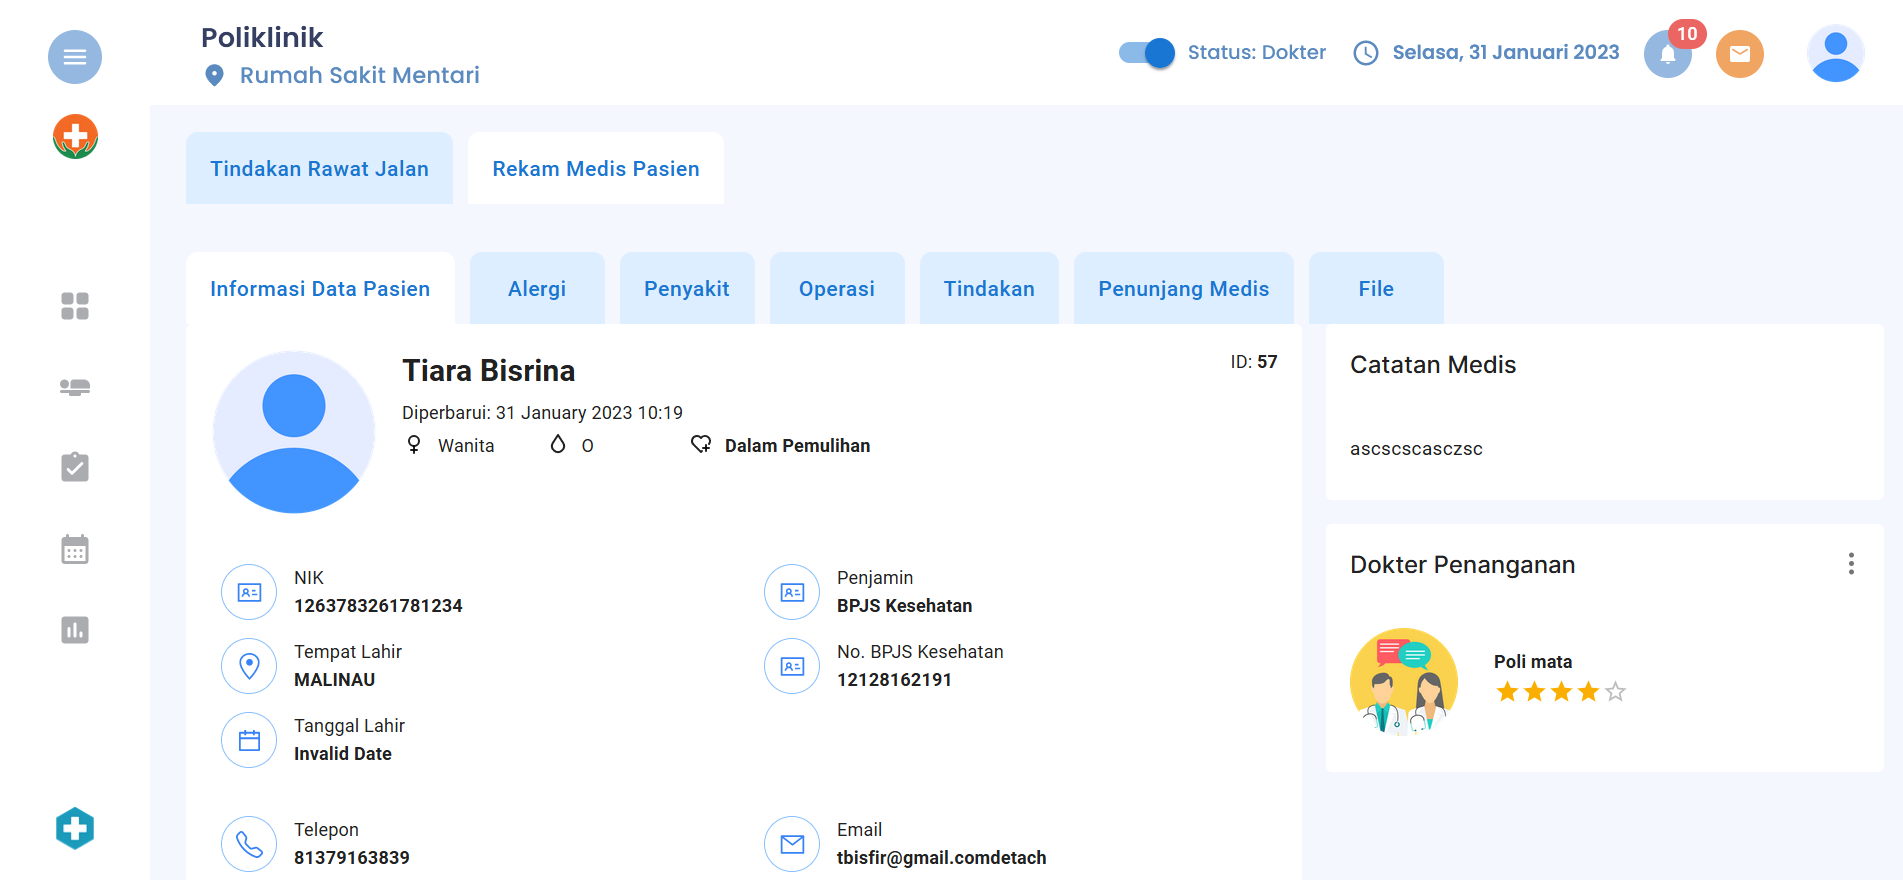 Poliklinik
Rumah Sakit Mentari
Status: Dokter
Selasa, 31 Januari 2023
10
Tindakan Rawat Jalan
Rekam Medis Pasien
Informasi Data Pasien
Alergi
Penyakit
Operasi
Tindakan
Penunjang Medis
File
Tiara Bisrina
ID: 57
Diperbarui: 31 January 2023 10:19
Wanita
O
Dalam Pemulihan
NIK
1263783261781234
Penjamin
BPJS Kesehatan
Tempat Lahir
MALINAU
No. BPJS Kesehatan
12128162191
Tanggal Lahir
Invalid Date
Telepon
81379163839
Email
tbisfir@gmail.comdetach
Catatan Medis
ascscscasczsc
Dokter Penanganan
Poli mata